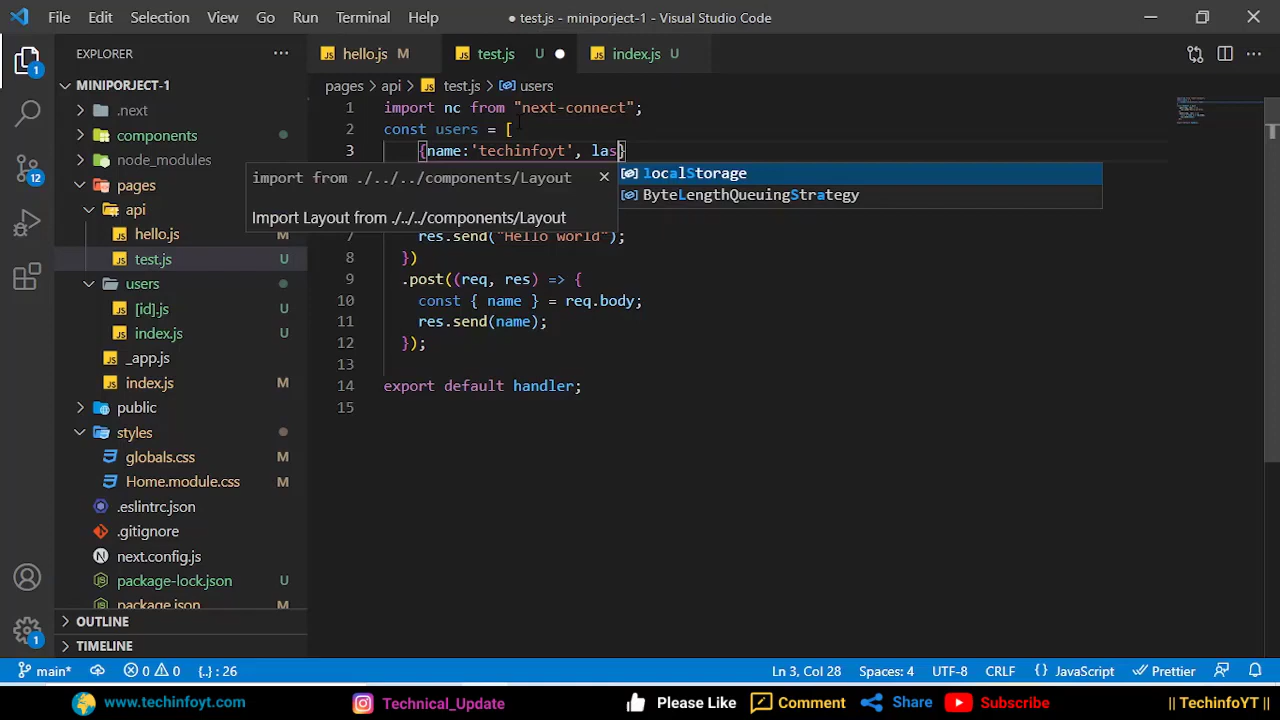 File Edit Selection View Go Run Terminal Help
● test.js - miniporject-1 - Visual Studio Code
EXPLORER
MINIPORJECT-1
.next
components
node_modules
pages
api
hello.js M
test.js U
users
[id].js U
index.js U
_app.js
index.js M
public
styles
globals.css M
Home.module.css M
.eslintrc.json
.gitignore
next.config.js
package-lock.json U
package.json M
OUTLINE
TIMELINE
1
12
1
hello.js M
test.js U
index.js U
pages > api > test.js > users
1 import nc from "next-connect";
2 const users = [
3 {name:'techinfoyt', las}
import from ./../../components/Layout
Import Layout from ./../../components/Layout
localStorage
ByteLengthQueuingStrategy
7 res.send("Hello world");
8 })
9 .post((req, res) => {
10 const { name } = req.body;
11 res.send(name);
12 });
13
14 export default handler;
15
main* 0 0 {..} : 26
Ln 3, Col 28 Spaces: 4 UTF-8 CRLF {} JavaScript Prettier
www.techinfoyt.com Technical_Update Please Like Comment Share Subscribe || TechinfoYT ||